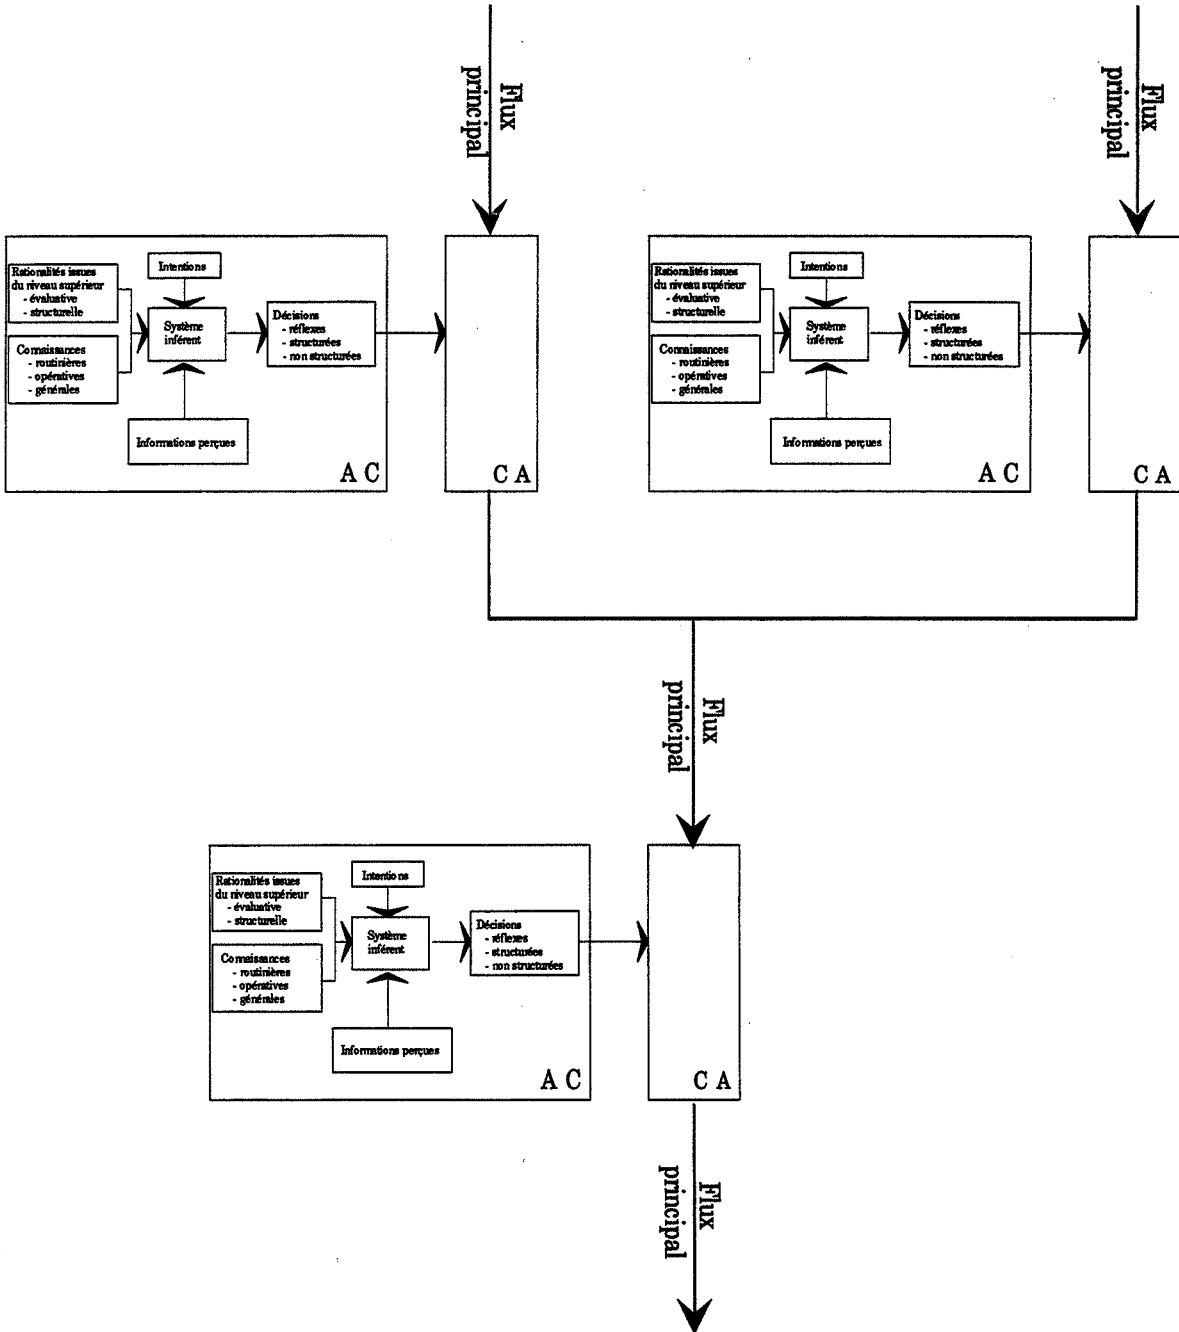 Flux
principal
Flux
principal
Rationalités issues
du niveau supérieur
- évaluative
- structurelle
Connaissances
- routinières
- opératives
- générales
Intentions
Système
inférent
Informations perçues
Décisions
- réflexes
- structurées
- non structurées
A C
C A
Rationalités issues
du niveau supérieur
- évaluative
- structurelle
Connaissances
- routinières
- opératives
- générales
Intentions
Système
inférent
Informations perçues
Décisions
- réflexes
- structurées
- non structurées
A C
C A
Flux
principal
Rationalités issues
du niveau supérieur
- évaluative
- structurelle
Connaissances
- routinières
- opératives
- générales
Intentions
Système
inférent
Informations perçues
Décisions
- réflexes
- structurées
- non structurées
A C
C A
Flux
principal